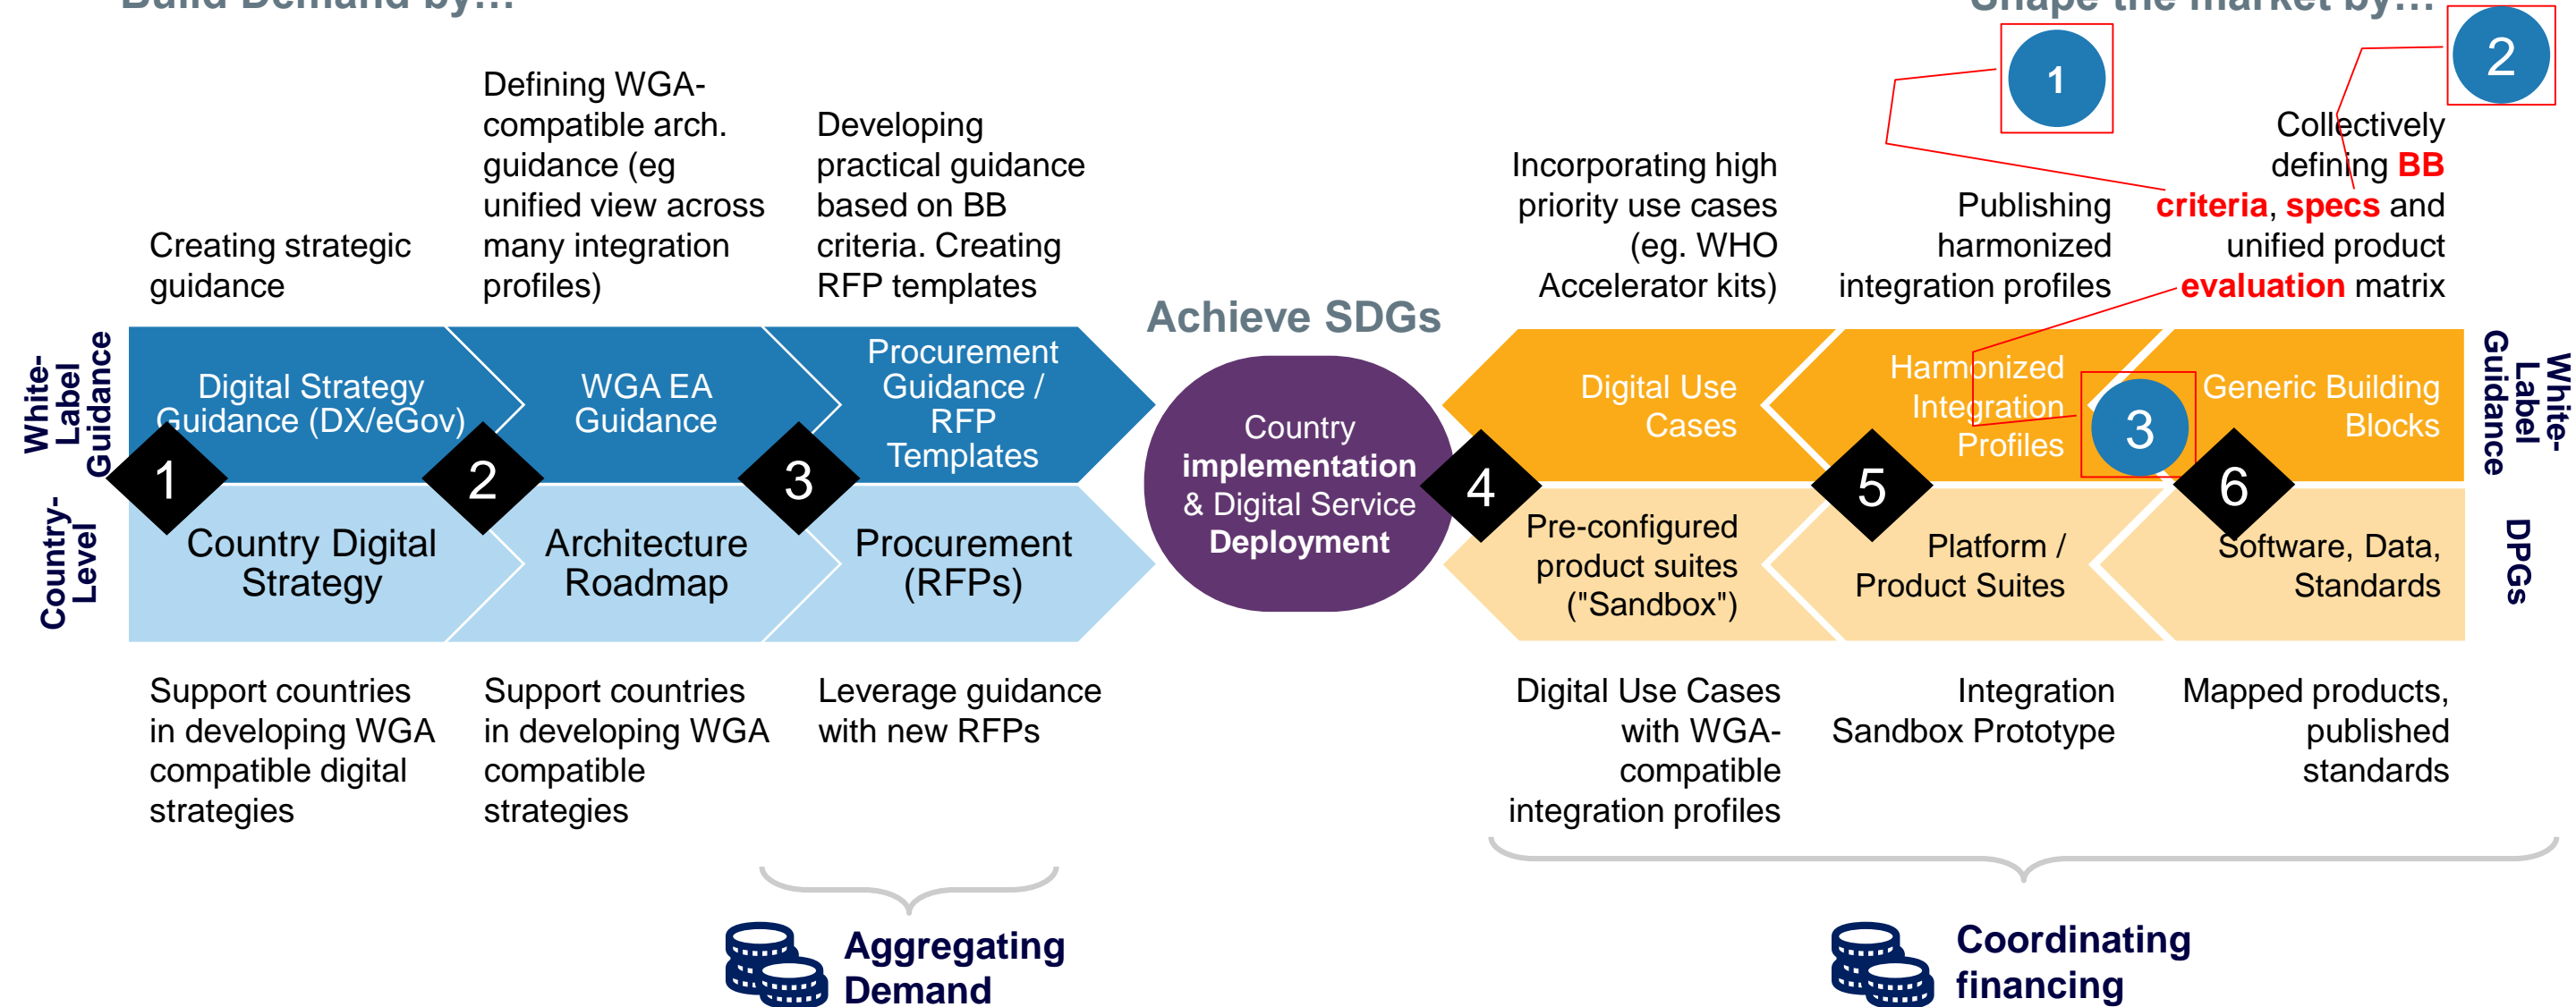 Build Demand by...
Shape the market by...
1
2
Creating strategic
guidance
Defining WGA-
compatible arch.
guidance (eg
unified view across
many integration
profiles)
Developing
practical guidance
based on BB
criteria. Creating
RFP templates
Incorporating high
priority use cases
(eg. WHO
Accelerator kits)
Publishing
harmonized
integration profiles
Collectively
defining BB
criteria, specs and
unified product
evaluation matrix
Achieve SDGs
White-
Label
Guidance
Digital Strategy
Guidance (DX/eGov)
WGA EA
Guidance
Procurement
Guidance /
RFP
Templates
Country
implementation
& Digital Service
Deployment
Digital Use
Cases
Harmonized
Integration
Profiles
3
Generic Building
Blocks
White-
Label
Guidance
1
2
3
4
5
6
Country-
Level
Country Digital
Strategy
Architecture
Roadmap
Procurement
(RFPs)
Pre-configured
product suites
("Sandbox")
Platform /
Product Suites
Software, Data,
Standards
DPGs
Support countries
in developing WGA
compatible digital
strategies
Support countries
in developing WGA
compatible
strategies
Leverage guidance
with new RFPs
Digital Use Cases
with WGA-
compatible
integration profiles
Integration
Sandbox Prototype
Mapped products,
published
standards
Aggregating
Demand
Coordinating
financing